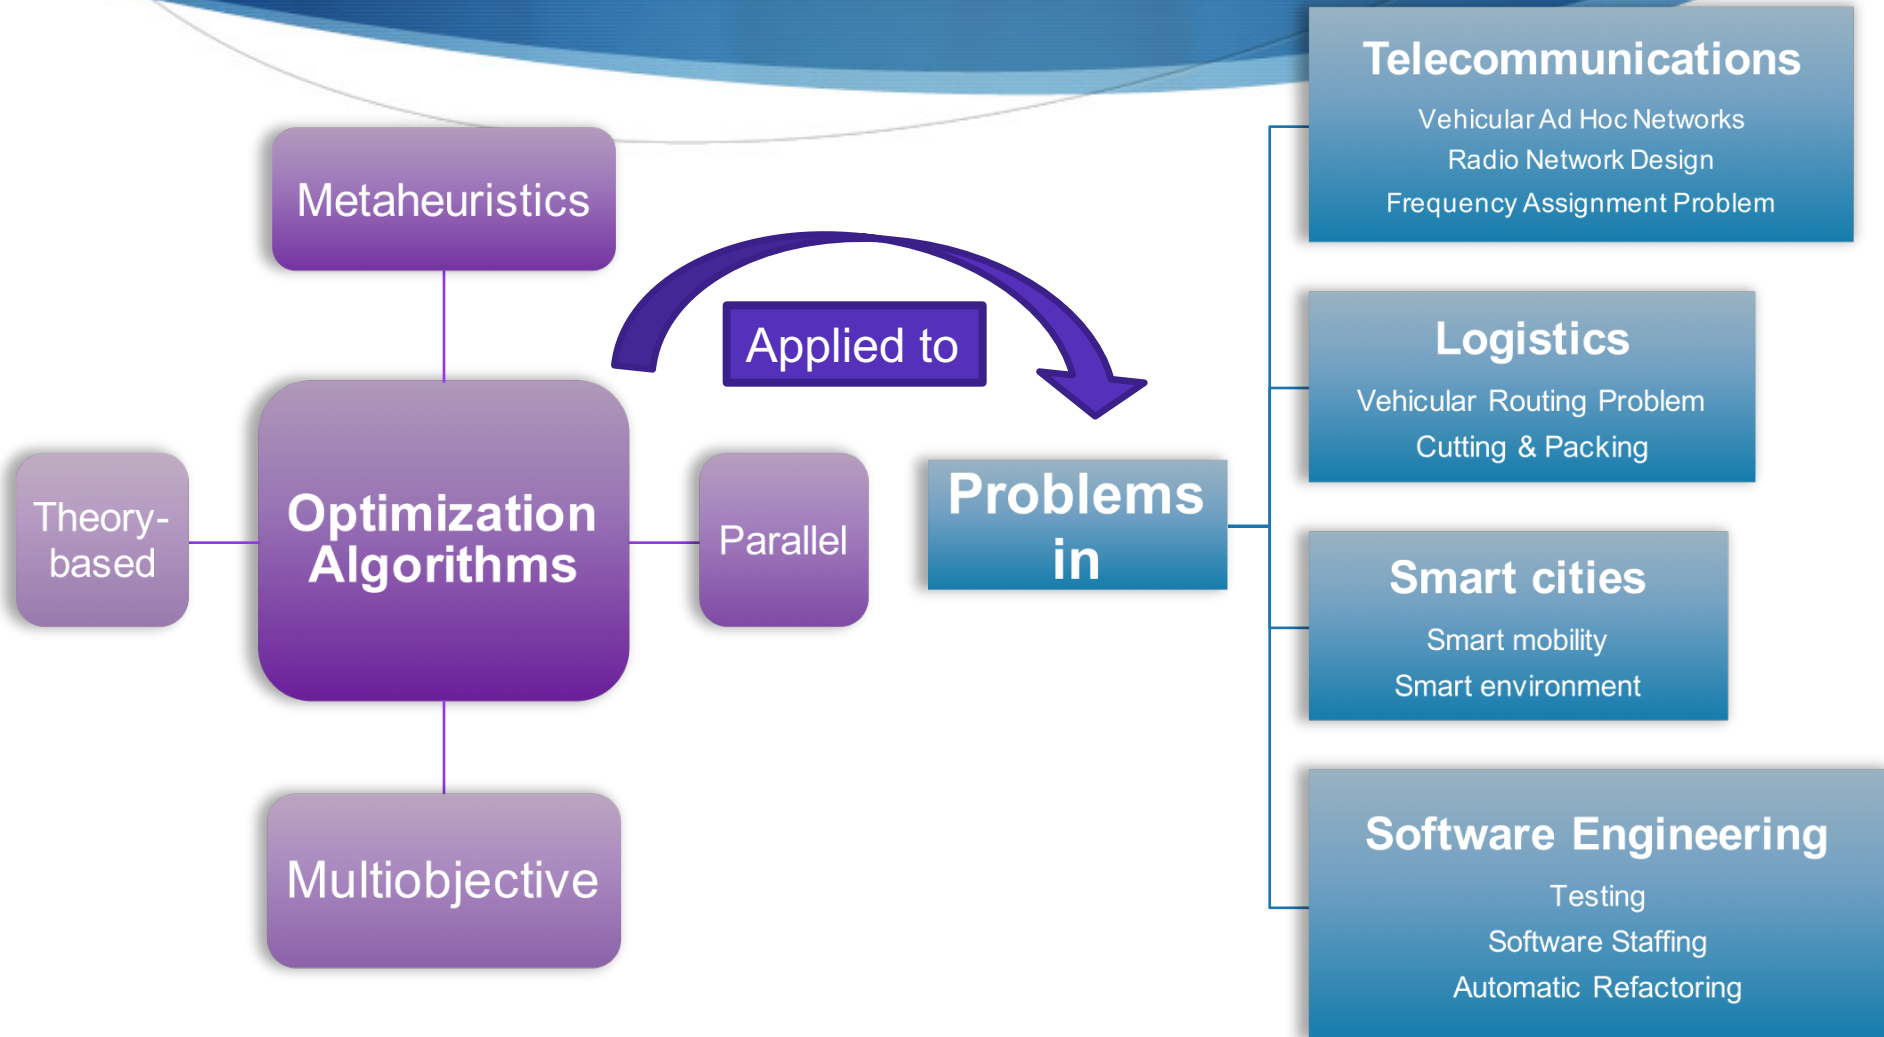 Metaheuristics
Theory-
based
Optimization
Algorithms
Parallel
Multiobjective
Applied to
Problems
in
Telecommunications
Vehicular Ad Hoc Networks
Radio Network Design
Frequency Assignment Problem
Logistics
Vehicular Routing Problem
Cutting & Packing
Smart cities
Smart mobility
Smart environment
Software Engineering
Testing
Software Staffing
Automatic Refactoring